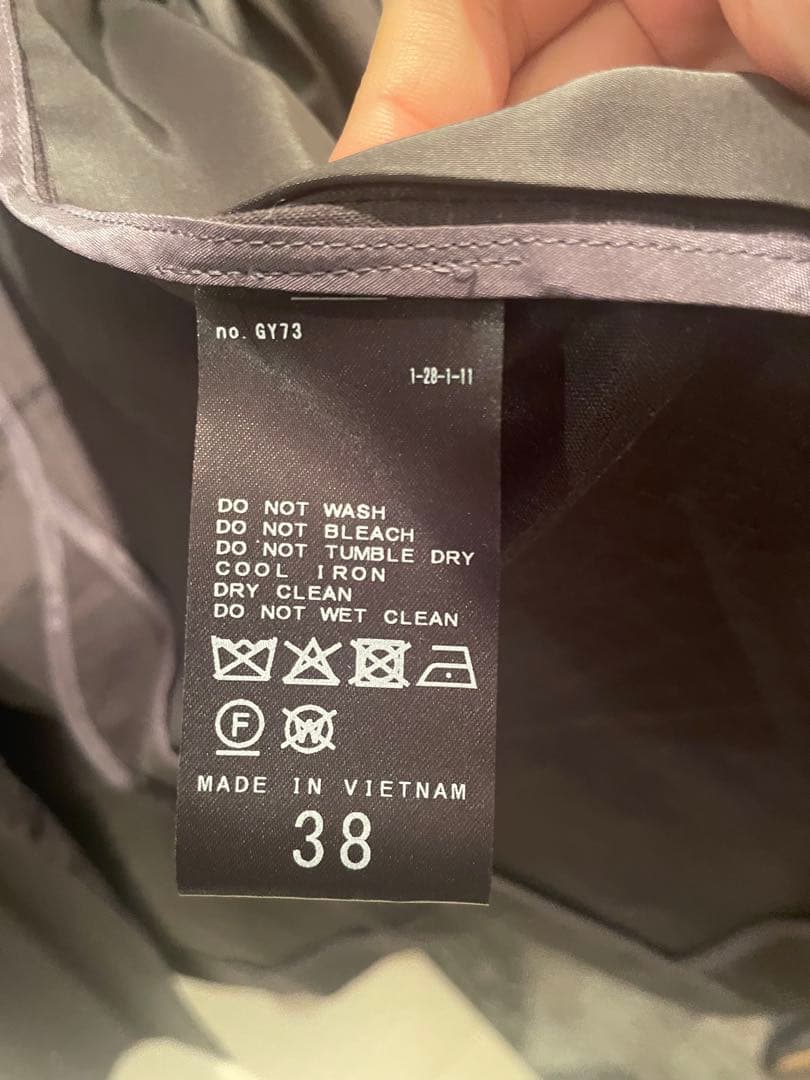 no. GY73
1-28-1-11
DO NOT WASH
DO NOT BLEACH
DO NOT TUMBLE DRY
COOL IRON
DRY CLEAN
DO NOT WET CLEAN
F W
MADE IN VIETNAM
38